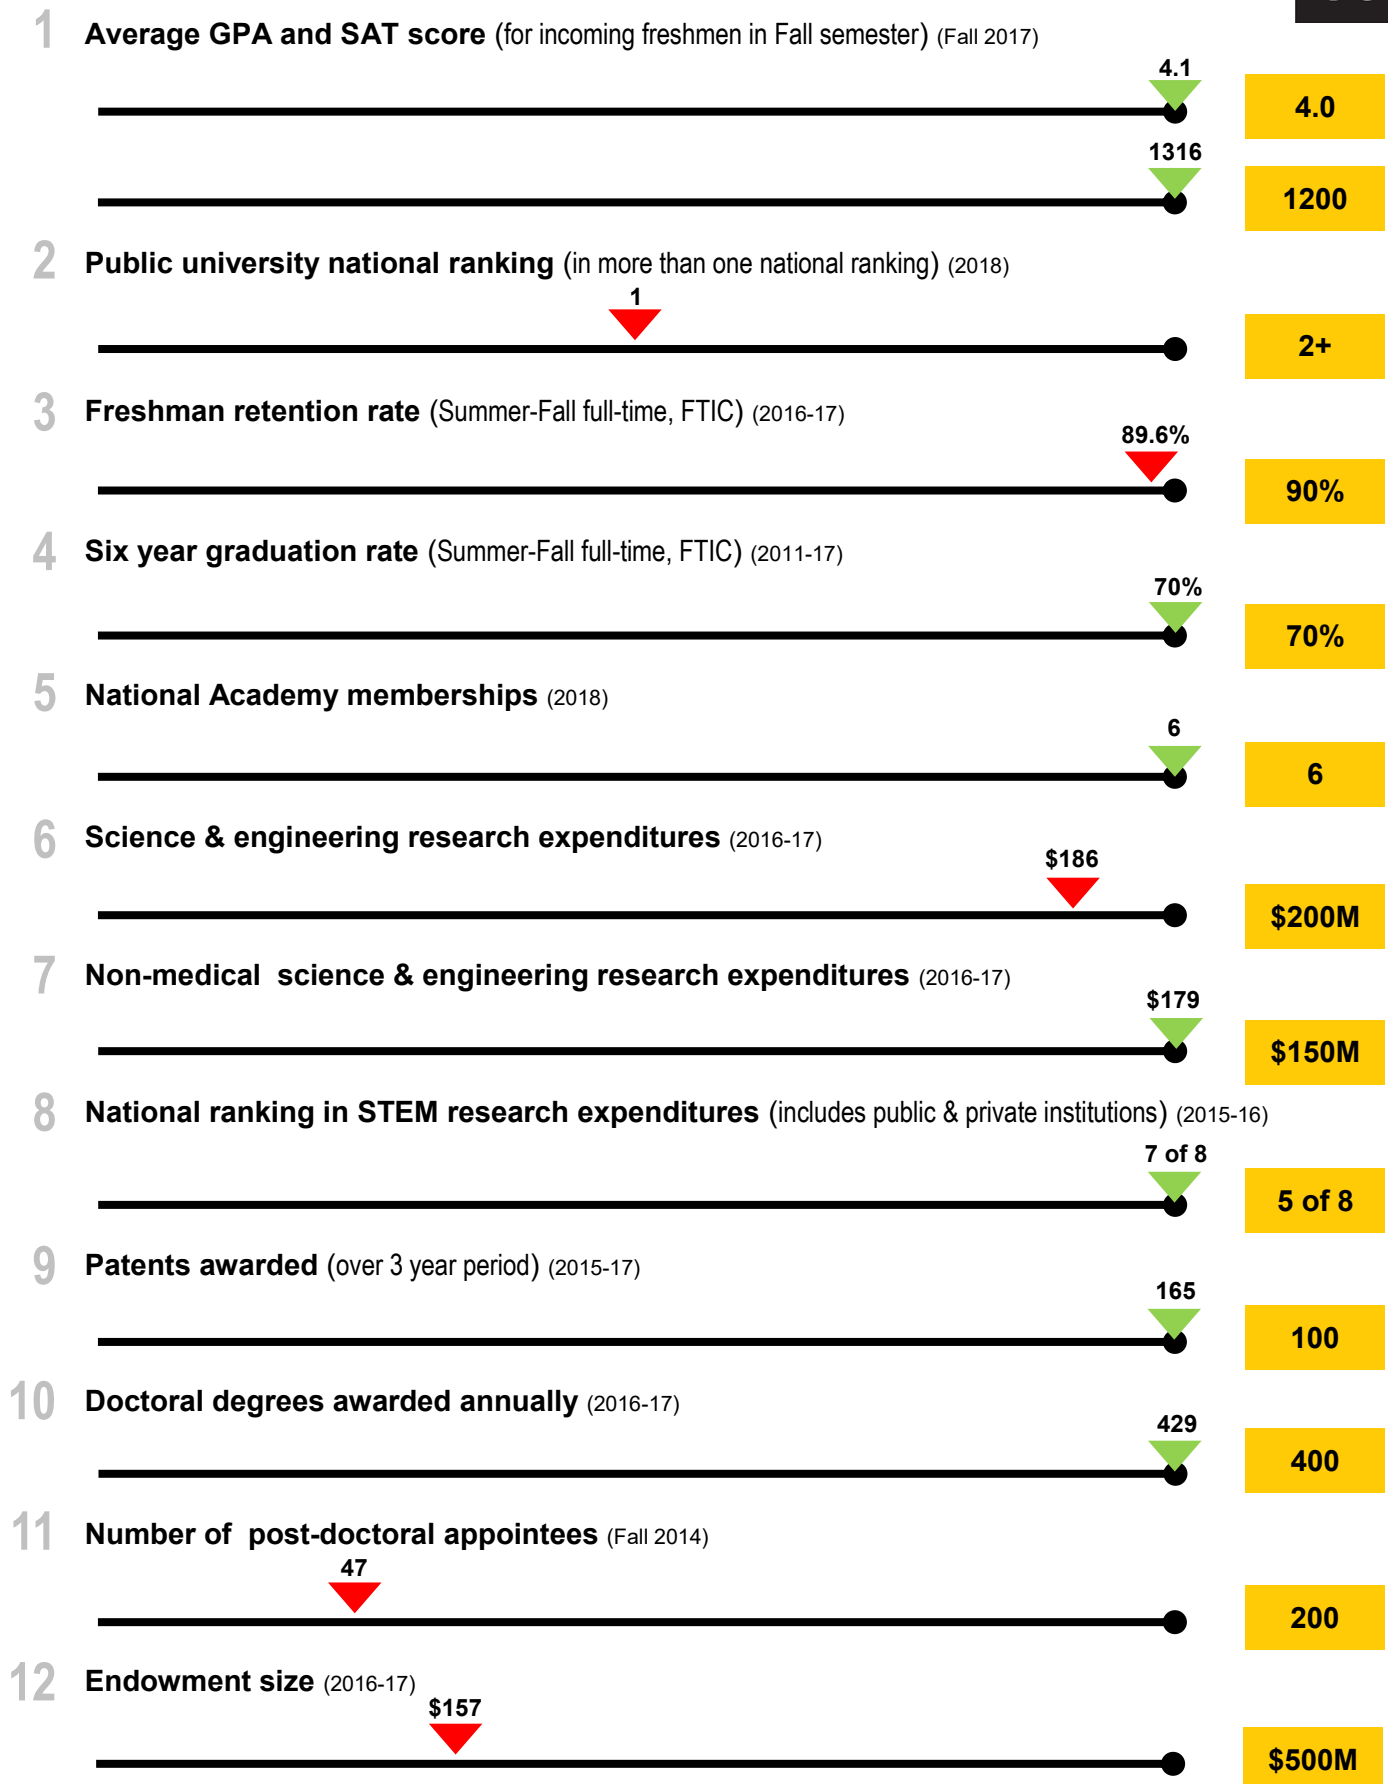 1 Average GPA and SAT score (for incoming freshmen in Fall semester) (Fall 2017)
4.1
4.0
1316
1200
2 Public university national ranking (in more than one national ranking) (2018)
1
2+
3 Freshman retention rate (Summer-Fall full-time, FTIC) (2016-17)
89.6%
90%
4 Six year graduation rate (Summer-Fall full-time, FTIC) (2011-17)
70%
70%
5 National Academy memberships (2018)
6
6
6 Science & engineering research expenditures (2016-17)
$186
$200M
7 Non-medical science & engineering research expenditures (2016-17)
$179
$150M
8 National ranking in STEM research expenditures (includes public & private institutions) (2015-16)
7 of 8
5 of 8
9 Patents awarded (over 3 year period) (2015-17)
165
100
10 Doctoral degrees awarded annually (2016-17)
429
400
11 Number of post-doctoral appointees (Fall 2014)
47
200
12 Endowment size (2016-17)
$157
$500M